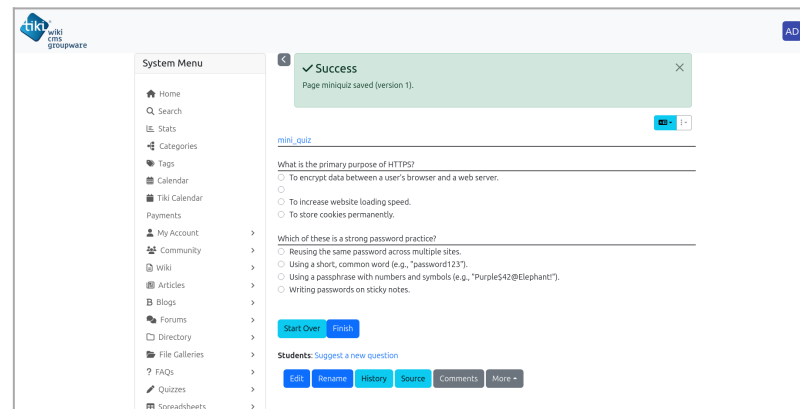 tiki wiki
cms
groupware
AD
System Menu
Home
Search
Stats
Categories
Tags
Calendar
Tiki Calendar
Payments
My Account
Community
Wiki
Articles
Blogs
Forums
Directory
File Galleries
FAQs
Quizzes
Spreadsheets
Success
Page miniquiz saved (version 1).
mini_quiz
What is the primary purpose of HTTPS?
To encrypt data between a user's browser and a web server.
To increase website loading speed.
To store cookies permanently.
Which of these is a strong password practice?
Reusing the same password across multiple sites.
Using a short, common word (e.g., "password123").
Using a passphrase with numbers and symbols (e.g., "Purple$42@Elephant!").
Writing passwords on sticky notes.
Start Over Finish
Students: Suggest a new question
Edit Rename History Source Comments More